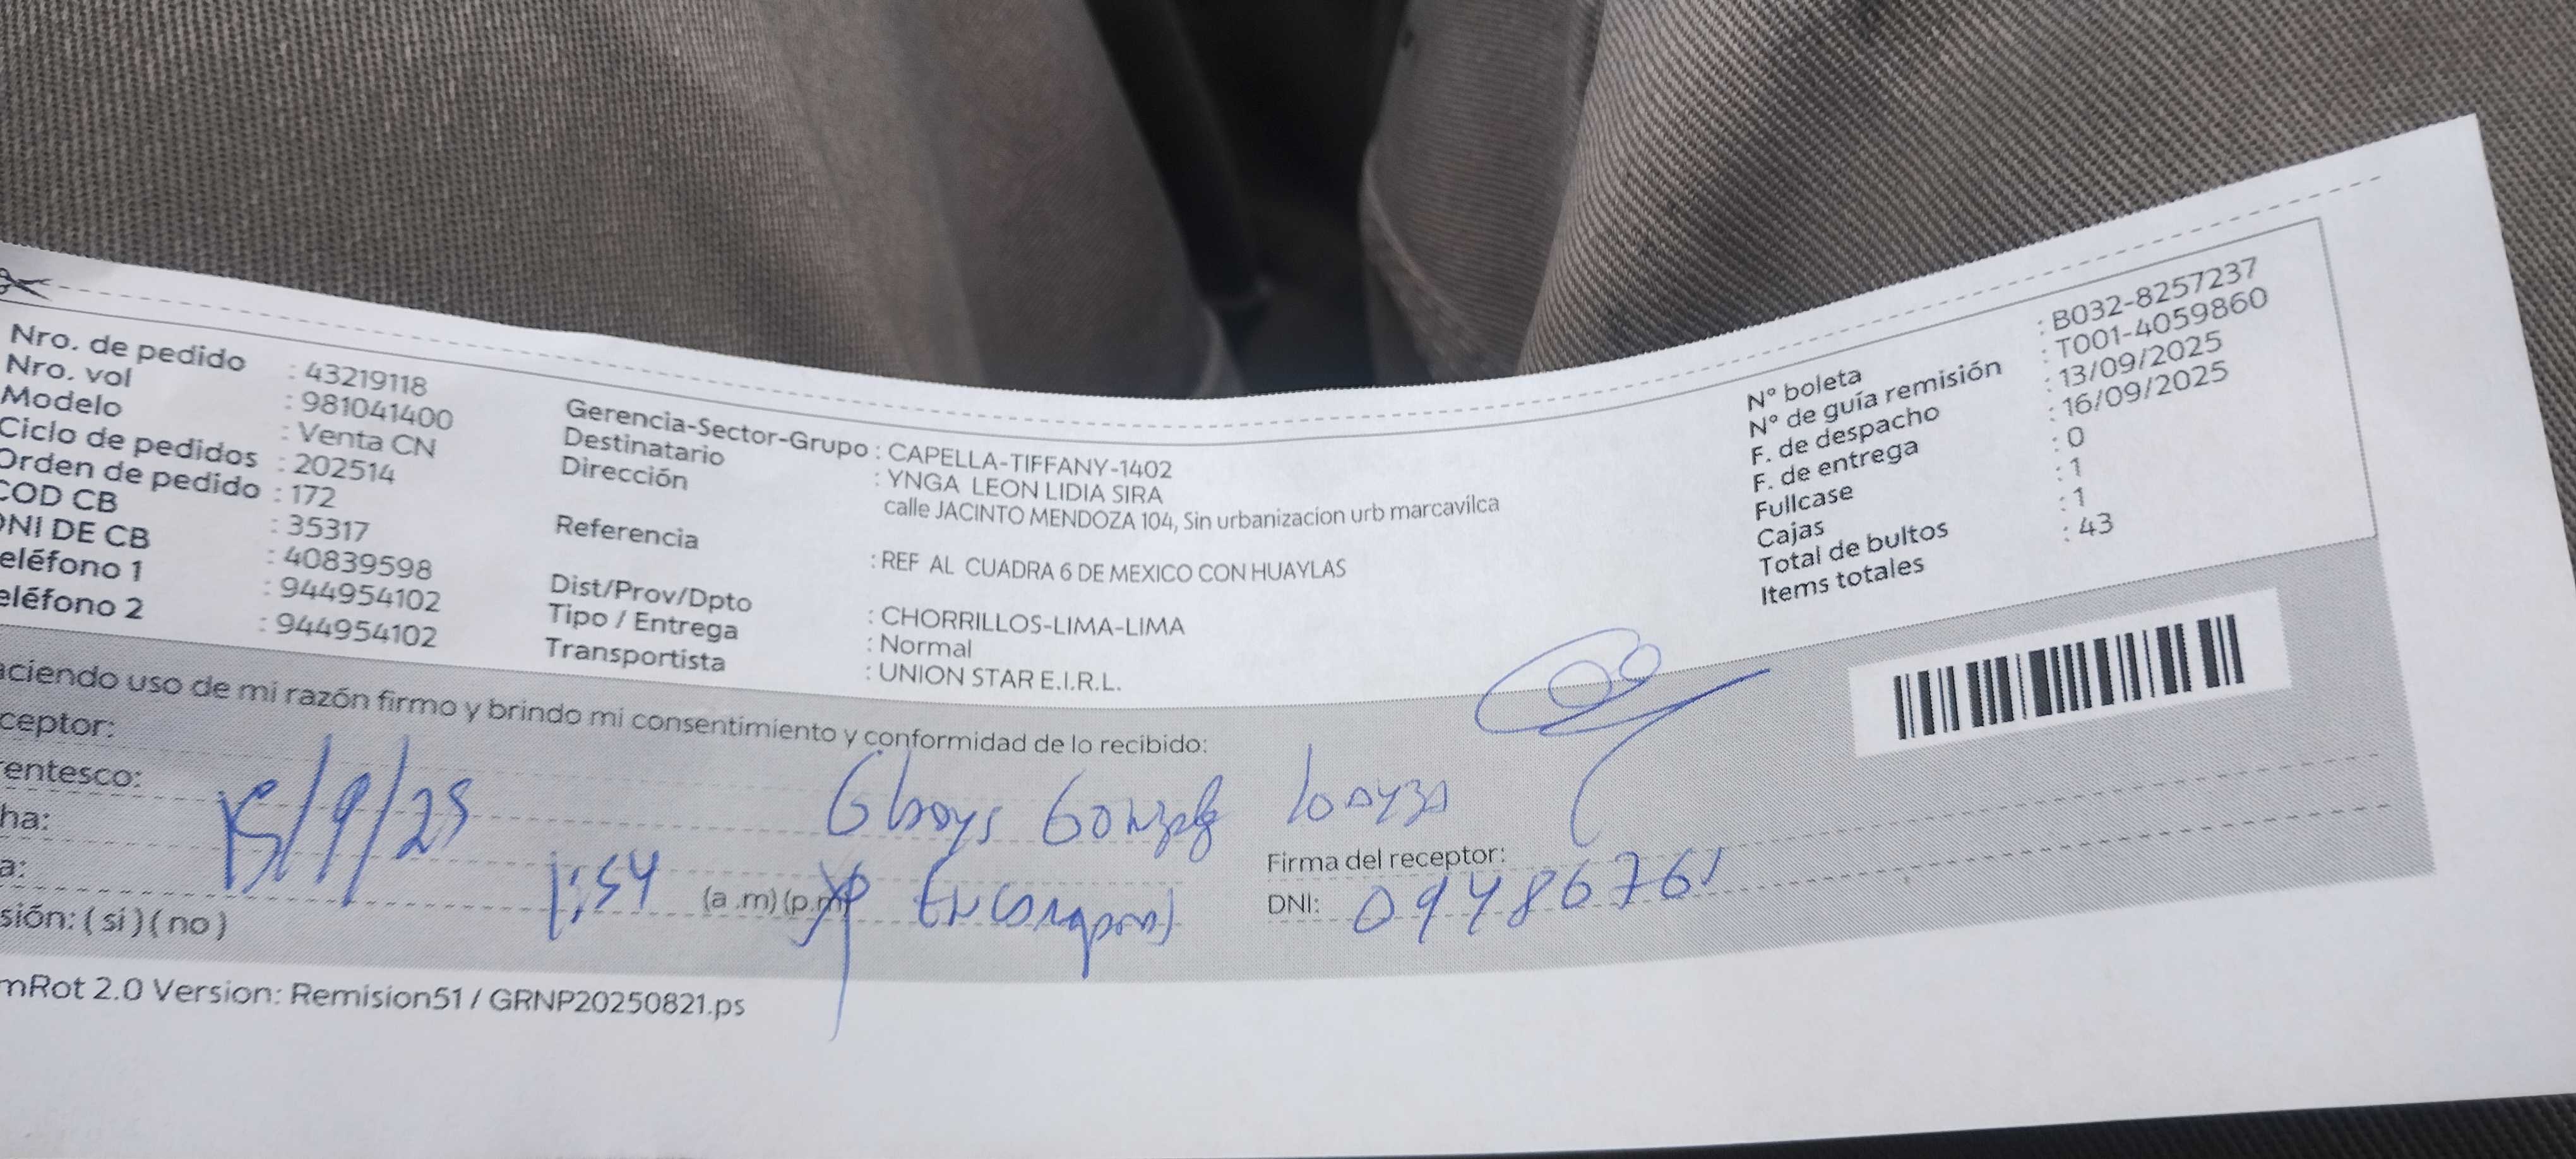 Nro. de pedido : 43219118
Nro. vol : 981041400
Modelo : Venta CN
Ciclo de pedidos : 202514
Orden de pedido : 172
COD CB : 35317
DNI DE CB : 40839598
eléfono 1 : 944954102
eléfono 2 : 944954102
Gerencia-Sector-Grupo : CAPELLA-TIFFANY-1402
Destinatario : YNGA LEON LIDIA SIRA
Dirección calle JACINTO MENDOZA 104, Sin urbanizacion urb marcavilca
Referencia : REF AL CUADRA 6 DE MEXICO CON HUAYLAS
Dist/Prov/Dpto : CHORRILLOS-LIMA-LIMA
Tipo / Entrega : Normal
Transportista : UNION STAR E.I.R.L.
N° boleta : B032-8257237
N° de guía remisión : T001-4059860
F. de despacho : 13/09/2025
F. de entrega : 16/09/2025
Fullcase : 0
Cajas : 1
Total de bultos : 1
Items totales : 43
aciendo uso de mi razón firmo y brindo mi consentimiento y conformidad de lo recibido:
ceptor:
entesco:
ha: 15/9/25
a: 1:54 (a .m) (p.m
sión: ( si ) ( no )
Firma del receptor:
DNI: 09486761
mRot 2.0 Version: Remision51 / GRNP20250821.ps